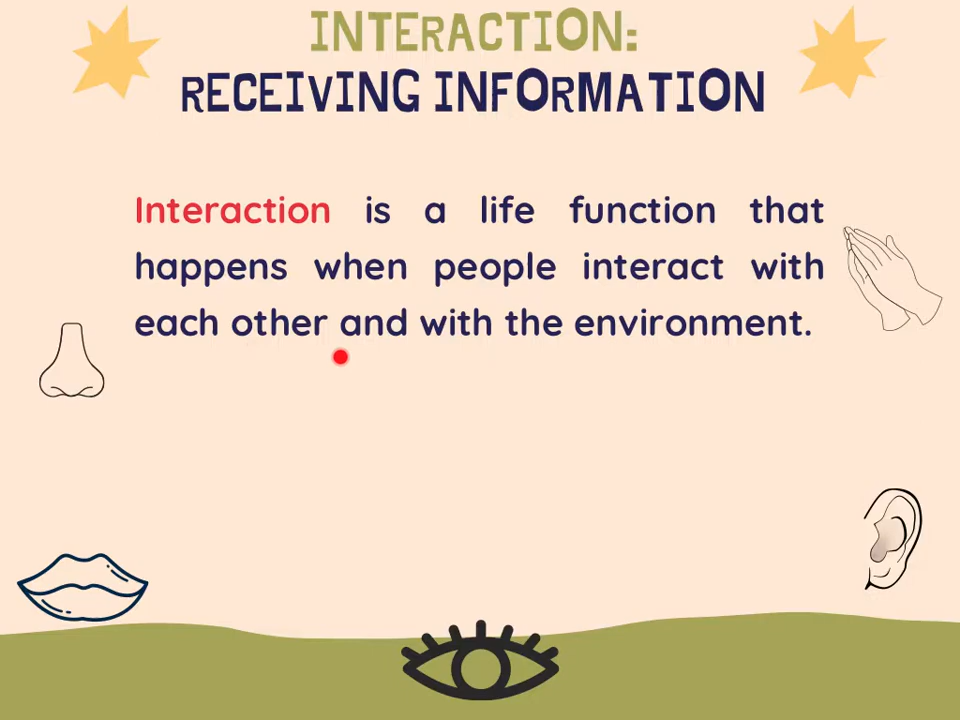 INTERACTION:
RECEIVING INFORMATION
Interaction is a life function that
happens when people interact with
each other and with the environment.